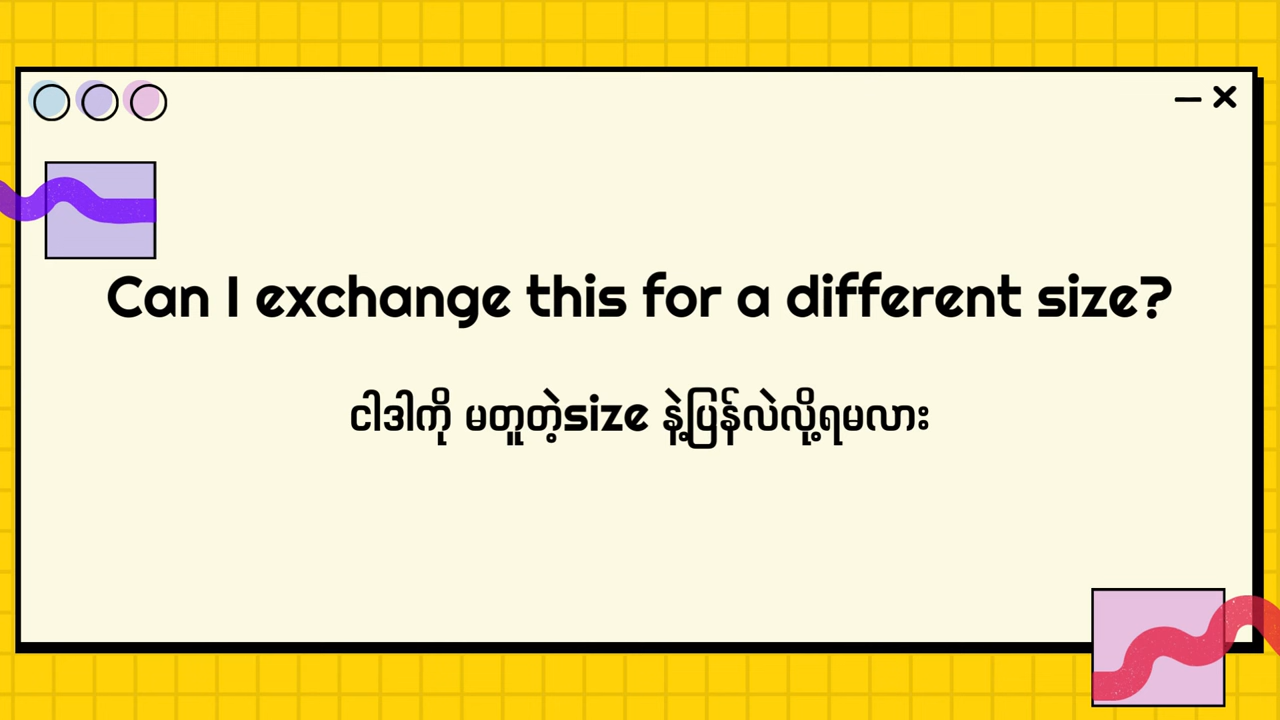 Can I exchange this for a different size?
ငါဒါကို မတူတဲ့size နဲ့ပြန်လဲလို့ရမလား